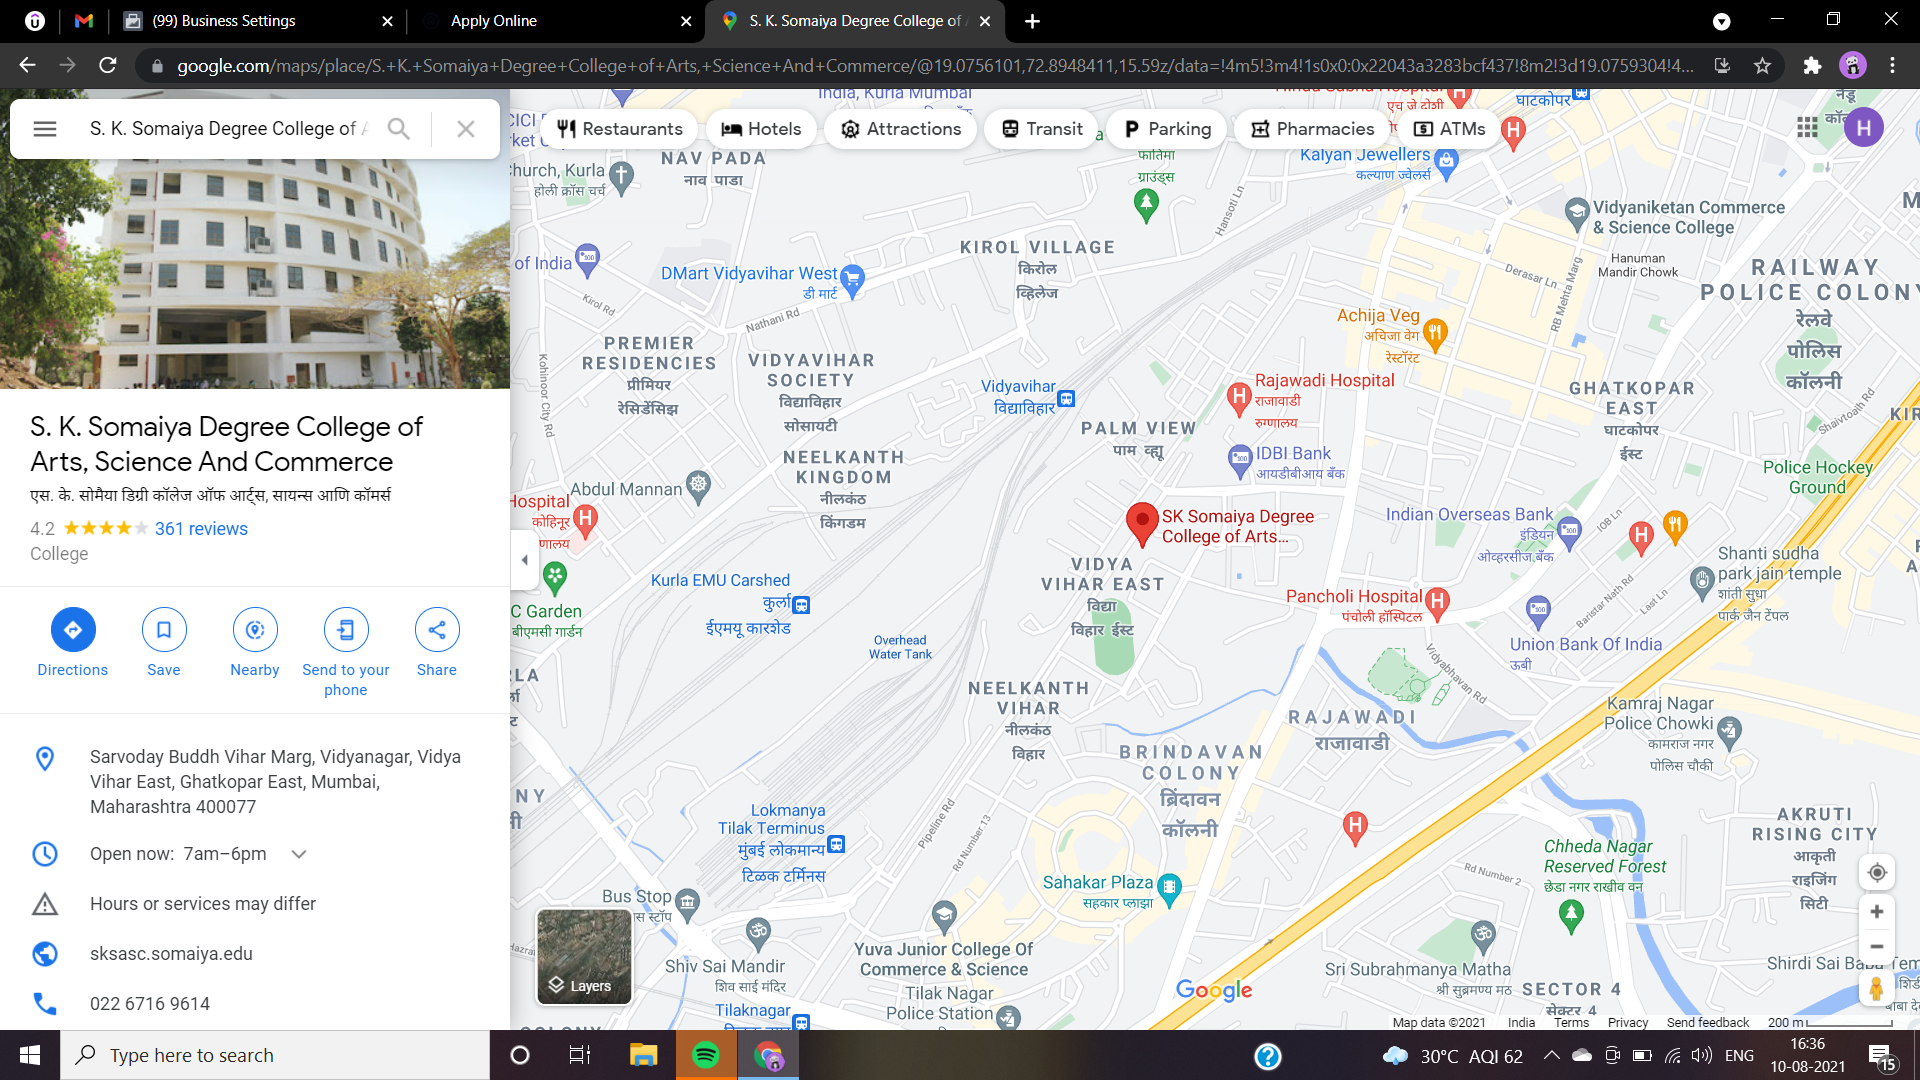 (99) Business Settings
Apply Online
S. K. Somaiya Degree College of
google.com/maps/place/S.+K.+Somaiya+Degree+College+of+Arts,+Science+And+Commerce/@19.0756101,72.8948411,15.59z/data=!4m5!3m4!1s0x0:0x22043a3283bcf437!8m2!3d19.0759304!4...
S. K. Somaiya Degree College of
Restaurants
Hotels
Attractions
Transit
Parking
Pharmacies
ATMs
H
S. K. Somaiya Degree College of
Arts, Science And Commerce
एस. के. सोमैया डिग्री कॉलेज ऑफ आर्ट्स, सायन्स आणि कॉमर्स
4.2
361 reviews
College
Directions
Save
Nearby
Send to your
phone
Share
Sarvoday Buddh Vihar Marg, Vidyanagar, Vidya
Vihar East, Ghatkopar East, Mumbai,
Maharashtra 400077
Open now: 7am–6pm
Hours or services may differ
sksasc.somaiya.edu
022 6716 9614
India, Kurla Mumbai
NAV PADA
नाव पाडा
होली क्रॉस चर्च
of India
DMart Vidyavihar West
डी मार्ट
Kirol Rd
Nathani Rd
Kohinoor City Rd
KIROL VILLAGE
किरोल
व्हिलेज
फातिमा
ग्राउंड्स
Hansoti Ln
एच जे टोशी
घाटकोपर
Kalyan Jewellers
कल्याण ज्वेलर्स
Vidyaniketan Commerce
& Science College
Hanuman
Mandir Chowk
Derasar Ln
RB Mehta Marg
RAILWAY
POLICE COLONY
रेलवे
पोलिस
कॉलनी
Achija Veg
अचिजा वेग
रेस्टॉरंट
PREMIER
RESIDENCIES
प्रीमियर
रेसिडेंसिझ
VIDYAVIHAR
SOCIETY
विद्याविहार
सोसायटी
Vidyavihar
विद्याविहार
Rajawadi Hospital
राजावाडी
रुग्णालय
PALM VIEW
पाम व्ह्यू
IDBI Bank
आयडीबीआय बँक
GHATKOPAR
EAST
घाटकोपर
ईस्ट
Shaivtoath Rd
Police Hockey
Ground
NEELKANTH
KINGDOM
नीलकंठ
किंगडम
Abdul Mannan
Hospital
कोहिनूर
SK Somaiya Degree
College of Arts...
Indian Overseas Bank
इंडियन
ओव्हरसीज बँक
IOB Ln
Shanti sudha
park jain temple
शांती सुधा
पार्क जैन टेंपल
VIDYA
VIHAR EAST
विद्या
विहार ईस्ट
Kurla EMU Carshed
कुर्ला
ईएमयू कारशेड
C Garden
बीएमसी गार्डन
Overhead
Water Tank
Pancholi Hospital
पंचोली हॉस्पिटल
Baristar Nath Rd
Last Ln
Union Bank Of India
ऊबी
Vidyabhavan Rd
NEELKANTH
VIHAR
नीलकंठ
विहार
RAJAWADI
राजावाडी
Kamraj Nagar
Police Chowki
कामराज नगर
पोलिस चौकी
BRINDAVAN
COLONY
ब्रिंदावन
कॉलनी
Lokmanya
Tilak Terminus
मुंबई लोकमान्य
टिळक टर्मिनस
Pipeline Rd
Rd Number 13
AKRUTI
RISING CITY
आकृती
राइजिंग
सिटी
Chheda Nagar
Reserved Forest
छेडा नगर राखीव वन
Rd Number 2
Sahakar Plaza
सहकार प्लाझा
Bus Stop
Shiv Sai Mandir
शिव साई मंदिर
Yuva Junior College Of
Commerce & Science
Tilak Nagar
Police Station
Tilaknagar
Sri Subrahmanya Matha
श्री सुब्रमण्य मठ
SECTOR 4
सेक्टर 4
Shirdi Sai Baba Tem
Layers
Google
Map data ©2021
India
Terms
Privacy
Send feedback
200 m
Type here to search
30°C AQI 62
ENG
16:36
10-08-2021
15